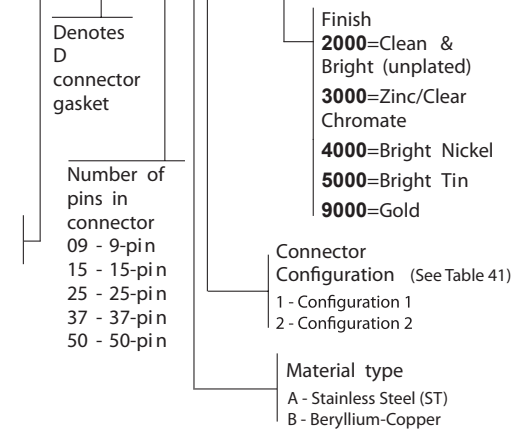 Denotes
D
connector
gasket
Number of
pins in
connector
09 - 9-pin
15 - 15-pin
25 - 25-pin
37 - 37-pin
50 - 50-pin
Finish
2000=Clean &
Bright (unplated)
3000=Zinc/Clear
Chromate
4000=Bright Nickel
5000=Bright Tin
9000=Gold
Connector
Configuration (See Table 41)
1 - Configuration 1
2 - Configuration 2
Material type
A - Stainless Steel (ST)
B - Beryllium-Copper